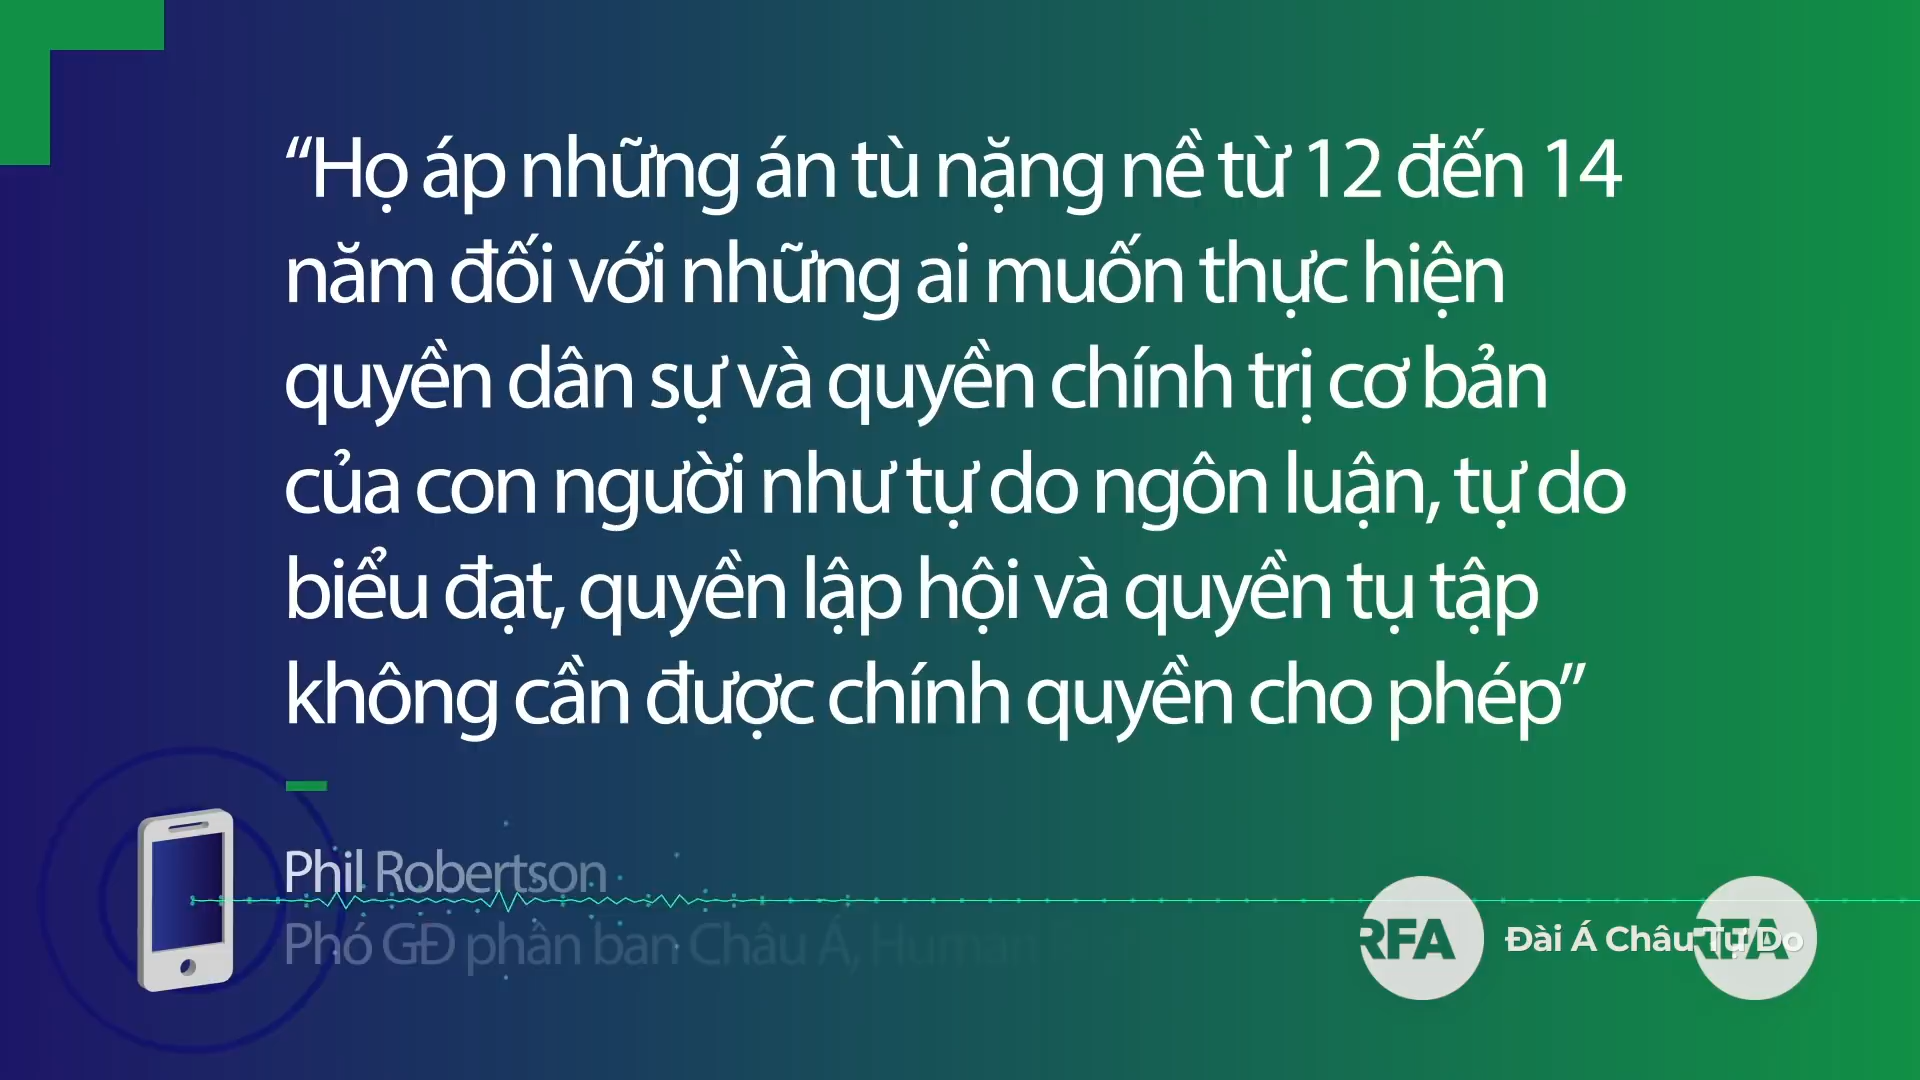 “Họ áp những án tù nặng nề từ 12 đến 14
năm đối với những ai muốn thực hiện
quyền dân sự và quyền chính trị cơ bản
của con người như tự do ngôn luận, tự do
biểu đạt, quyền lập hội và quyền tụ tập
không cần được chính quyền cho phép”
Phil Robertson
Phó GĐ phần ban Châu Á, Human
RFA
Đài Á Châu Tự Do
RFA